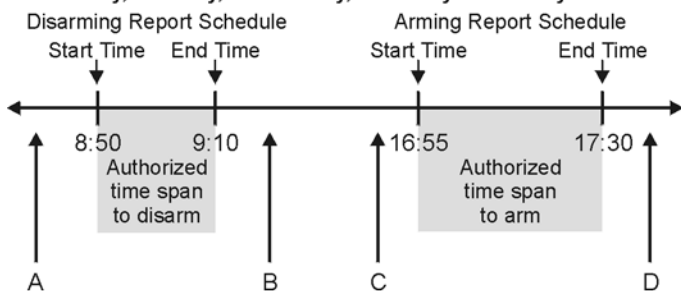 Disarming Report Schedule
Arming Report Schedule
Start Time End Time
Start Time End Time
8:50 9:10 16:55 17:30
Authorized
time span
to disarm
Authorized
time span
to arm
A B C D